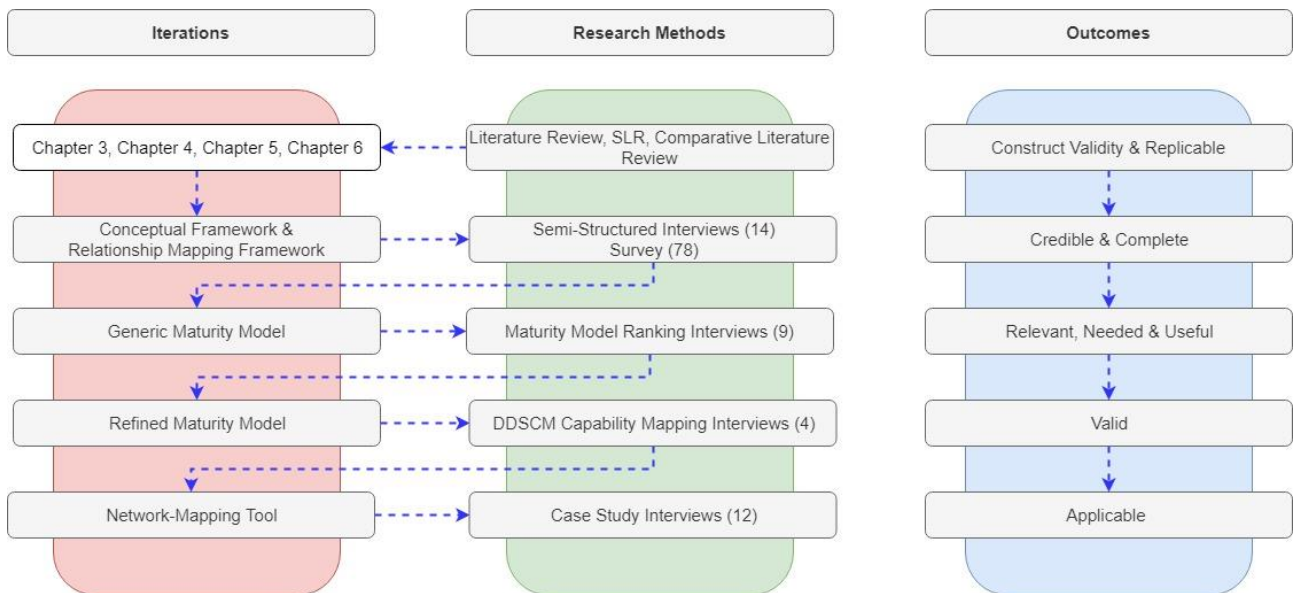 Iterations
Research Methods
Outcomes
Chapter 3, Chapter 4, Chapter 5, Chapter 6
Literature Review, SLR, Comparative Literature
Review
Construct Validity & Replicable
Conceptual Framework &
Relationship Mapping Framework
Semi-Structured Interviews (14)
Survey (78)
Credible & Complete
Generic Maturity Model
Maturity Model Ranking Interviews (9)
Relevant, Needed & Useful
Refined Maturity Model
DDSCM Capability Mapping Interviews (4)
Valid
Network-Mapping Tool
Case Study Interviews (12)
Applicable